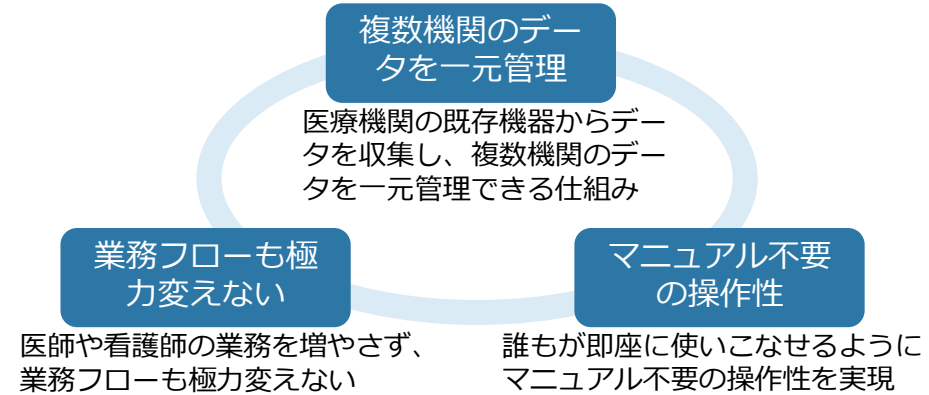 複数機関のデー
タを一元管理
医療機関の既存機器からデー
タを収集し、複数機関のデー
タを一元管理できる仕組み
業務フローも極
力変えない
医師や看護師の業務を増やさず、
業務フローも極力変えない
マニュアル不要
の操作性
誰もが即座に使いこなせるように
マニュアル不要の操作性を実現